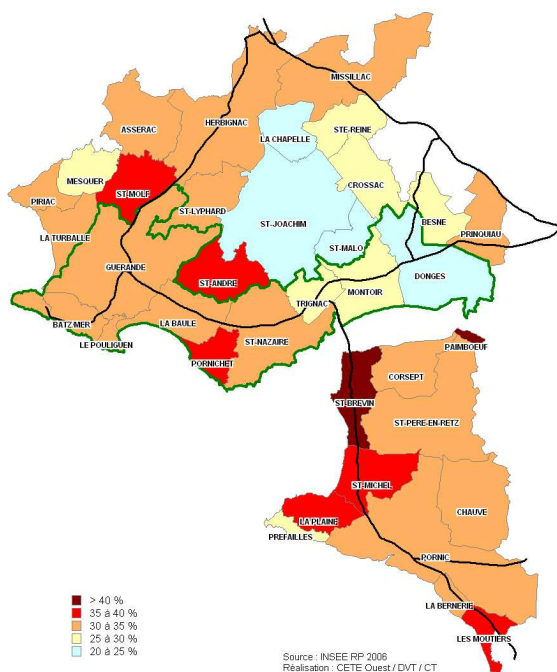 MISSILLAC
HERBIGNAC
ASSERAC
STE-REINE
LA CHAPELLE
MESQUER
CROSSAC
ST-MOLF
PIRIAC
ST-LYPHARD
BESNE
ST-JOACHIM
PRINQUIAU
LA TURBALLE
ST-MALO
GUERANDE
DONGES
ST-ANDRE
MONTOIR
TRIGNAC
BATZ/MER
LA BAULE
LE POULIGUEN
ST-NAZAIRE
PAIMBOEUF
PORNICHET
CORSEPT
ST-BREVIN
ST-PERE-EN-RETZ
ST-MICHEL
CHAUVE
LA PLAINE
PREFAILLES
PORNIC
LA BERNERIE
LES MOUTIERS
> 40 %
35 à 40 %
30 à 35 %
25 à 30 %
20 à 25 %
Source : INSEE RP 2006
Réalisation : CETE Ouest / DVT / CT